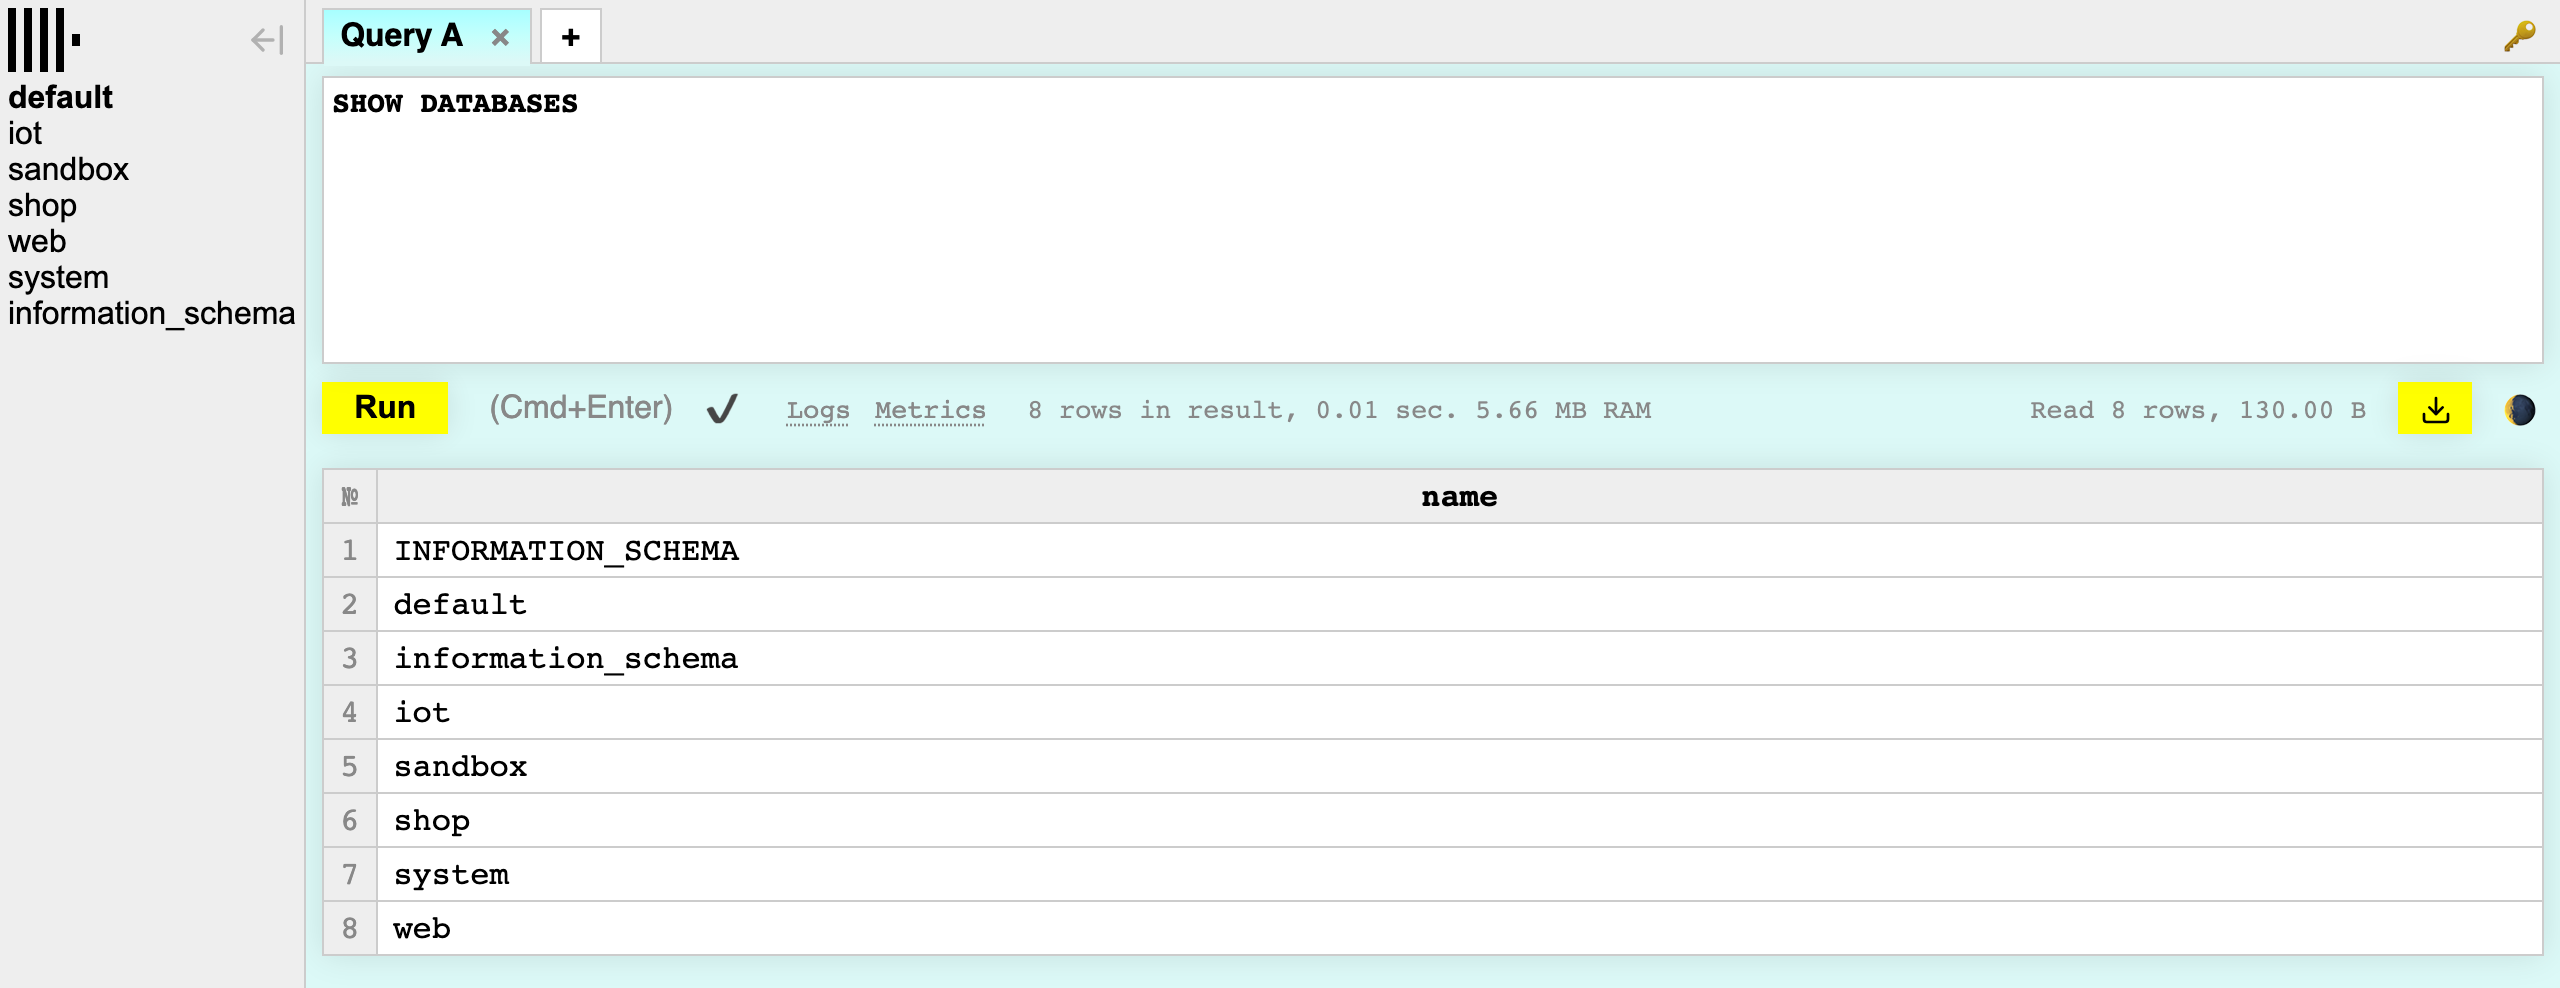 default
iot
sandbox
shop
web
system
information_schema
Query A × +
SHOW DATABASES
Run (Cmd+Enter) ✔ Logs Metrics 8 rows in result, 0.01 sec. 5.66 MB RAM Read 8 rows, 130.00 B
№ name
1 INFORMATION_SCHEMA
2 default
3 information_schema
4 iot
5 sandbox
6 shop
7 system
8 web